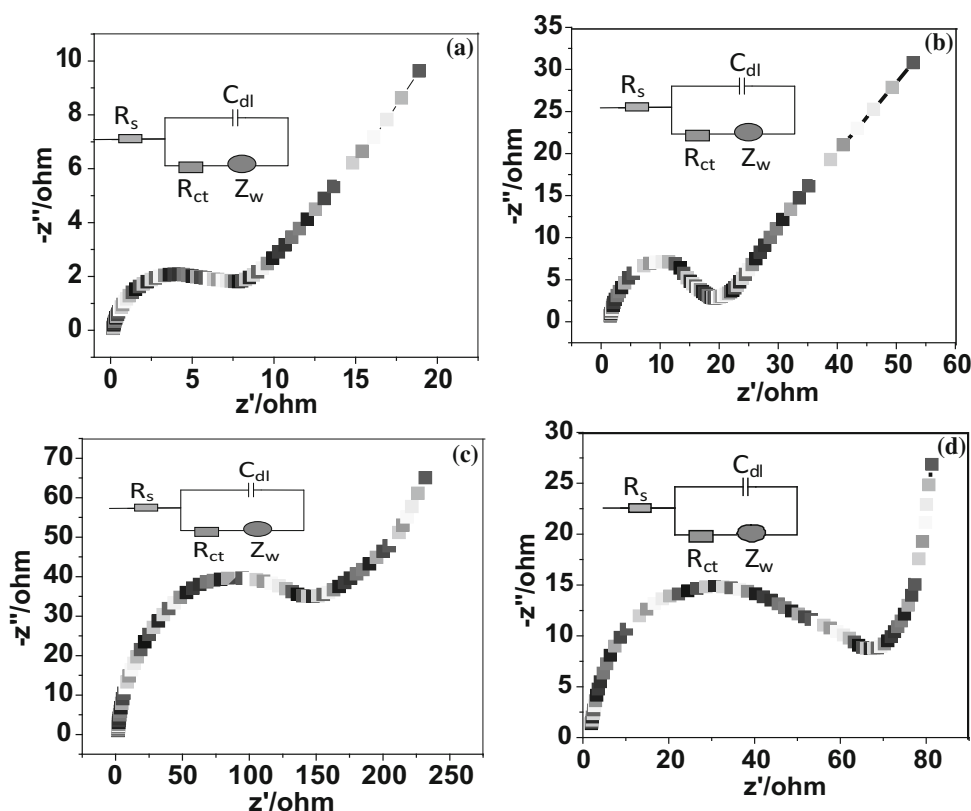 (a)
10
8
6
4
2
0
-z''/ohm
0 5 10 15 20
z'/ohm
Rs
Cdl
Rct
Zw
(b)
35
30
25
20
15
10
5
0
-z''/ohm
0 10 20 30 40 50 60
z'/ohm
Rs
Cdl
Rct
Zw
(c)
70
60
50
40
30
20
10
0
-z''/ohm
0 50 100 150 200 250
z'/ohm
Rs
Cdl
Rct
Zw
(d)
30
25
20
15
10
5
0
-z''/ohm
0 20 40 60 80
z'/ohm
Rs
Cdl
Rct
Zw